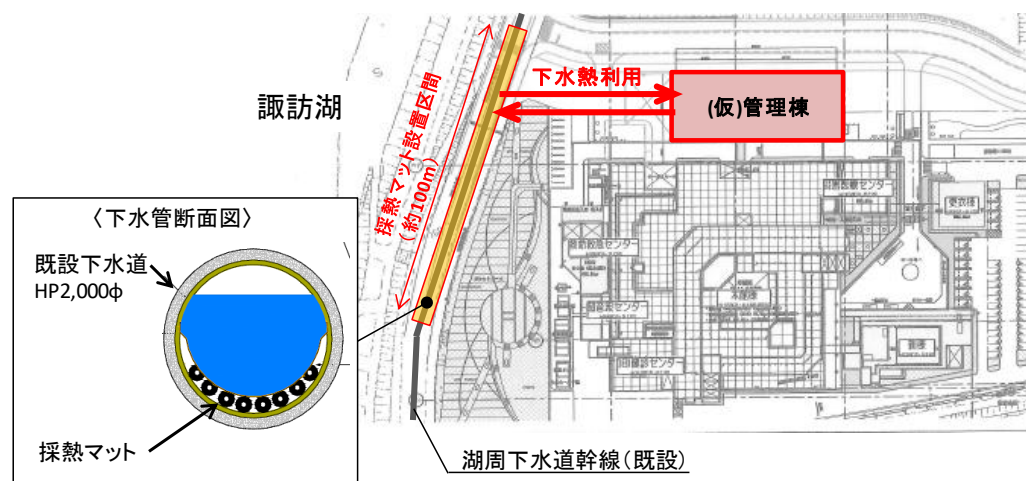 諏訪湖
採熱マット設置区間
(約100m)
下水熱利用
(仮)管理棟
〈下水管断面図〉
既設下水道
HP2,000φ
採熱マット
湖周下水道幹線(既設)